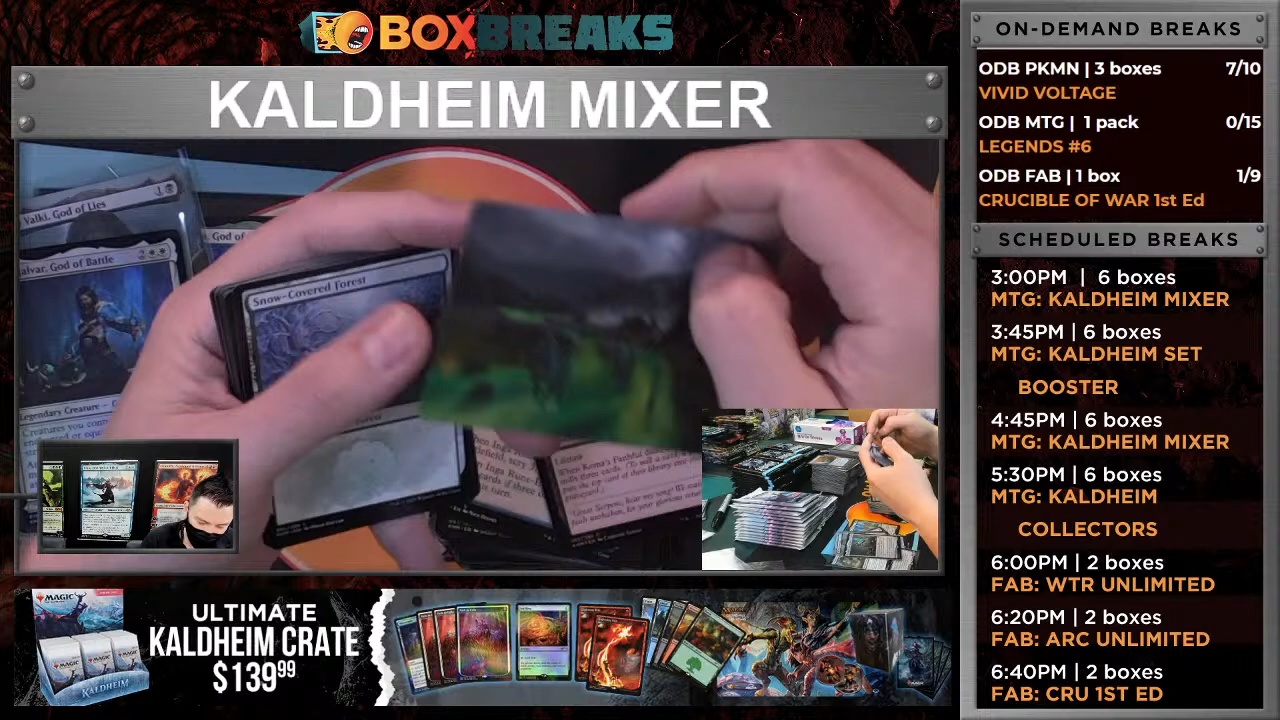 BOXBREAKS
KALDHEIM MIXER
Valki, God of Lies
God of
God of Battle
Snow-Covered Forest
Legendary Creature
ULTIMATE
KALDHEIM CRATE
$139.99
MAGIC
KALDHEIM
ON-DEMAND BREAKS
ODB PKMN | 3 boxes 7/10
VIVID VOLTAGE
ODB MTG | 1 pack 0/15
LEGENDS #6
ODB FAB | 1 box 1/9
CRUCIBLE OF WAR 1st Ed
SCHEDULED BREAKS
3:00PM | 6 boxes
MTG: KALDHEIM MIXER
3:45PM | 6 boxes
MTG: KALDHEIM SET
BOOSTER
4:45PM | 6 boxes
MTG: KALDHEIM MIXER
5:30PM | 6 boxes
MTG: KALDHEIM
COLLECTORS
6:00PM | 2 boxes
FAB: WTR UNLIMITED
6:20PM | 2 boxes
FAB: ARC UNLIMITED
6:40PM | 2 boxes
FAB: CRU 1ST ED